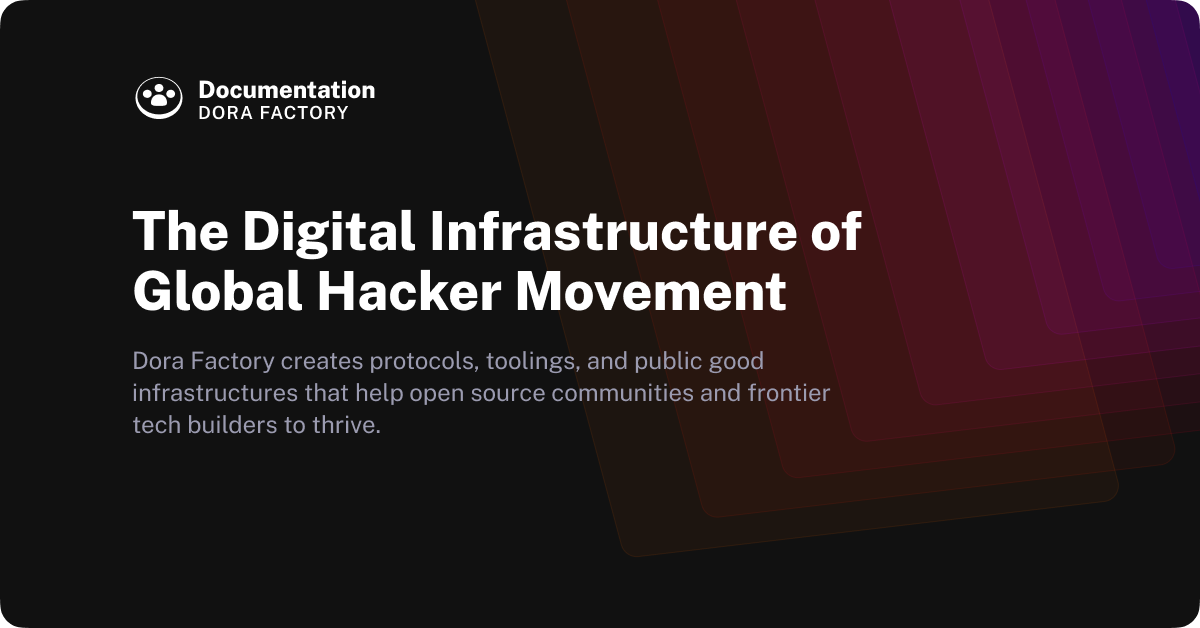 Documentation
DORA FACTORY
The Digital Infrastructure of
Global Hacker Movement
Dora Factory creates protocols, toolings, and public good
infrastructures that help open source communities and frontier
tech builders to thrive.